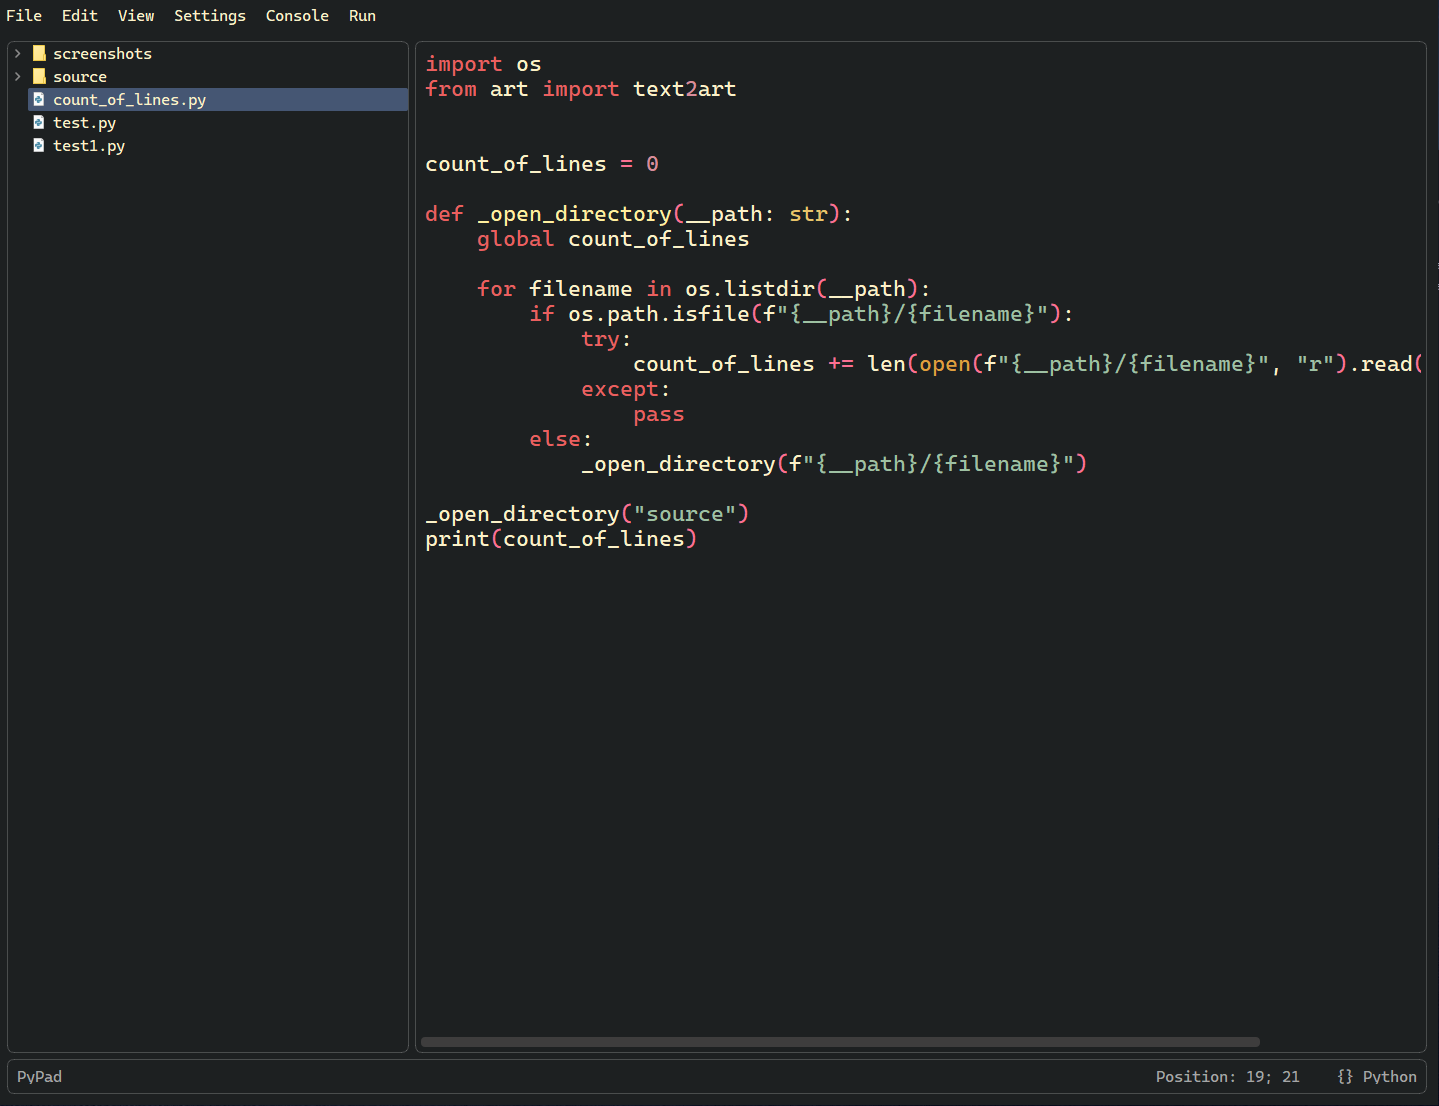 File Edit View Settings Console Run
screenshots
source
count_of_lines.py
test.py
test1.py
import os
from art import text2art
count_of_lines = 0
def _open_directory(__path: str):
    global count_of_lines
    for filename in os.listdir(__path):
        if os.path.isfile(f"{__path}/{filename}"):
            try:
                count_of_lines += len(open(f"{__path}/{filename}", "r").read(
            except:
                pass
        else:
            _open_directory(f"{__path}/{filename}")
_open_directory("source")
print(count_of_lines)
PyPad Position: 19; 21 {} Python